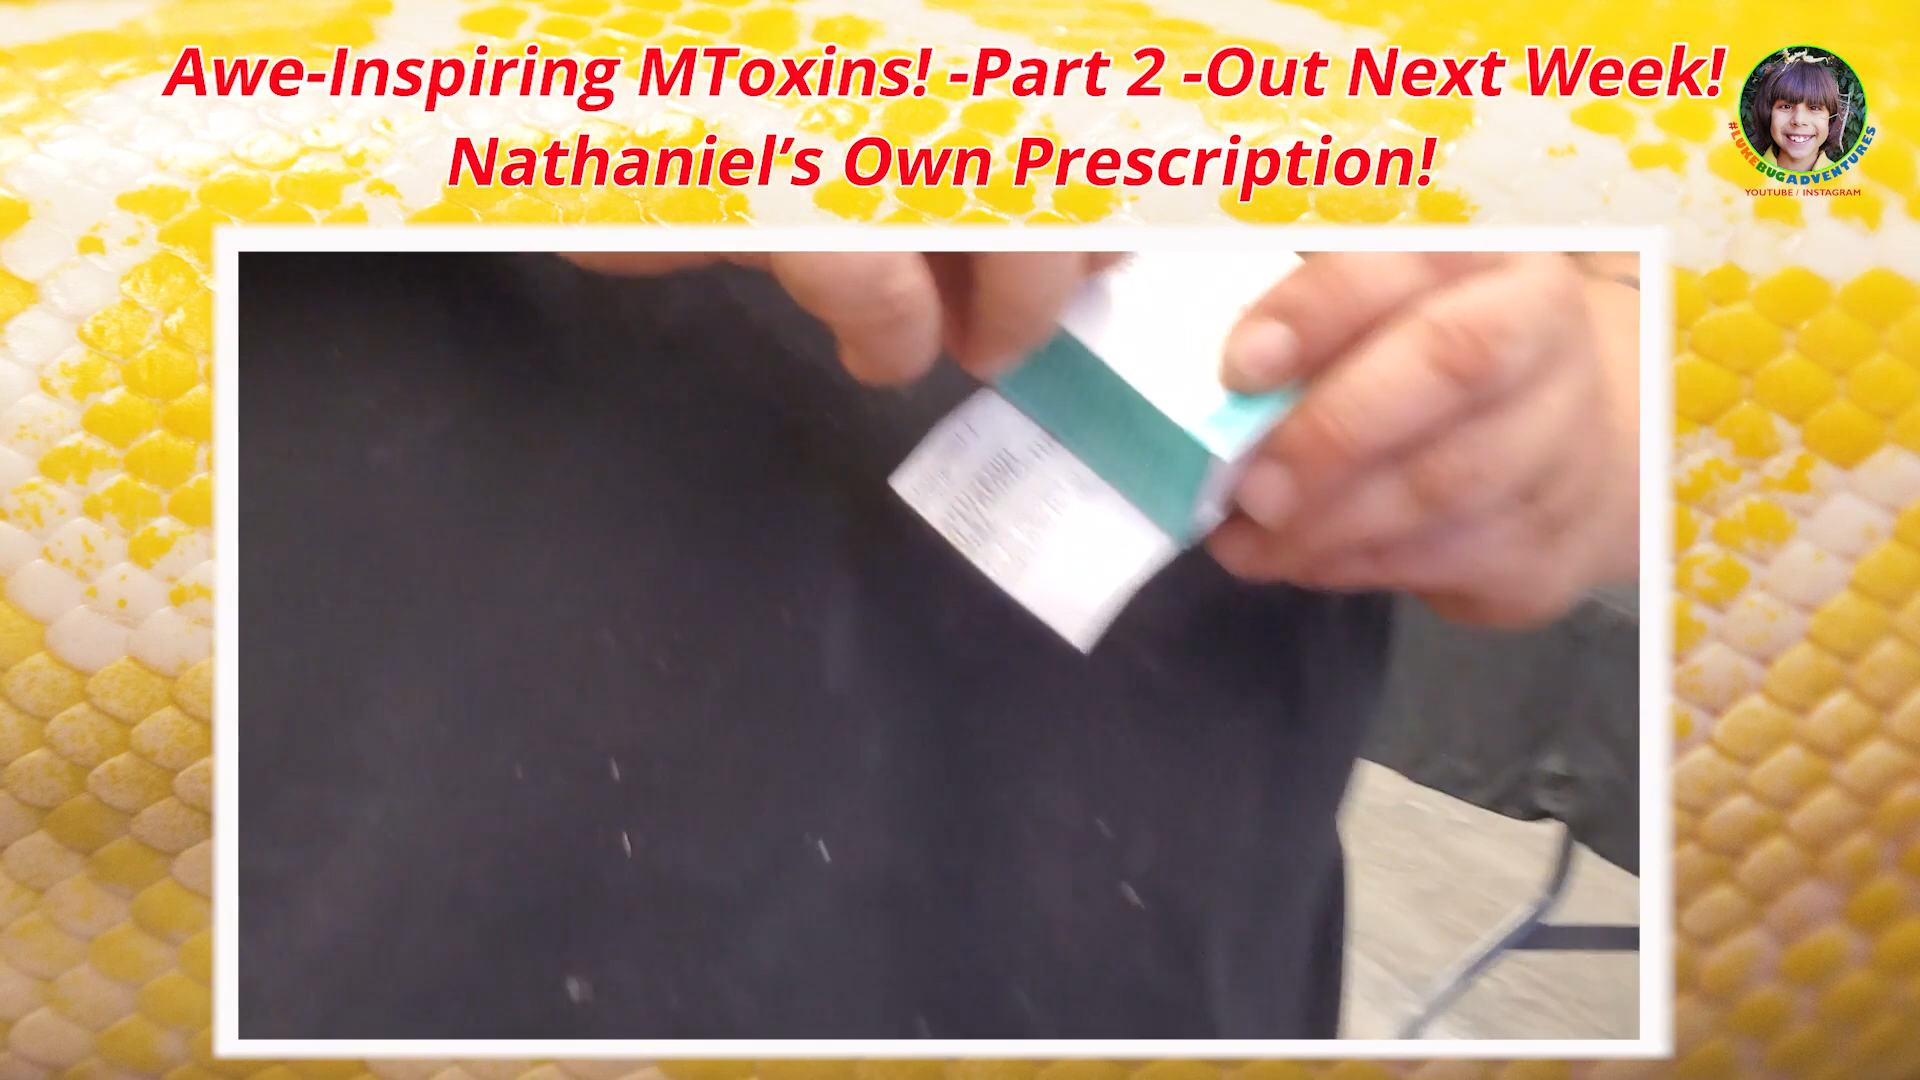 Awe-Inspiring MToxins! -Part 2 -Out Next Week!
Nathaniel's Own Prescription!
#LUKEBUGADVENTURES
YOUTUBE / INSTAGRAM